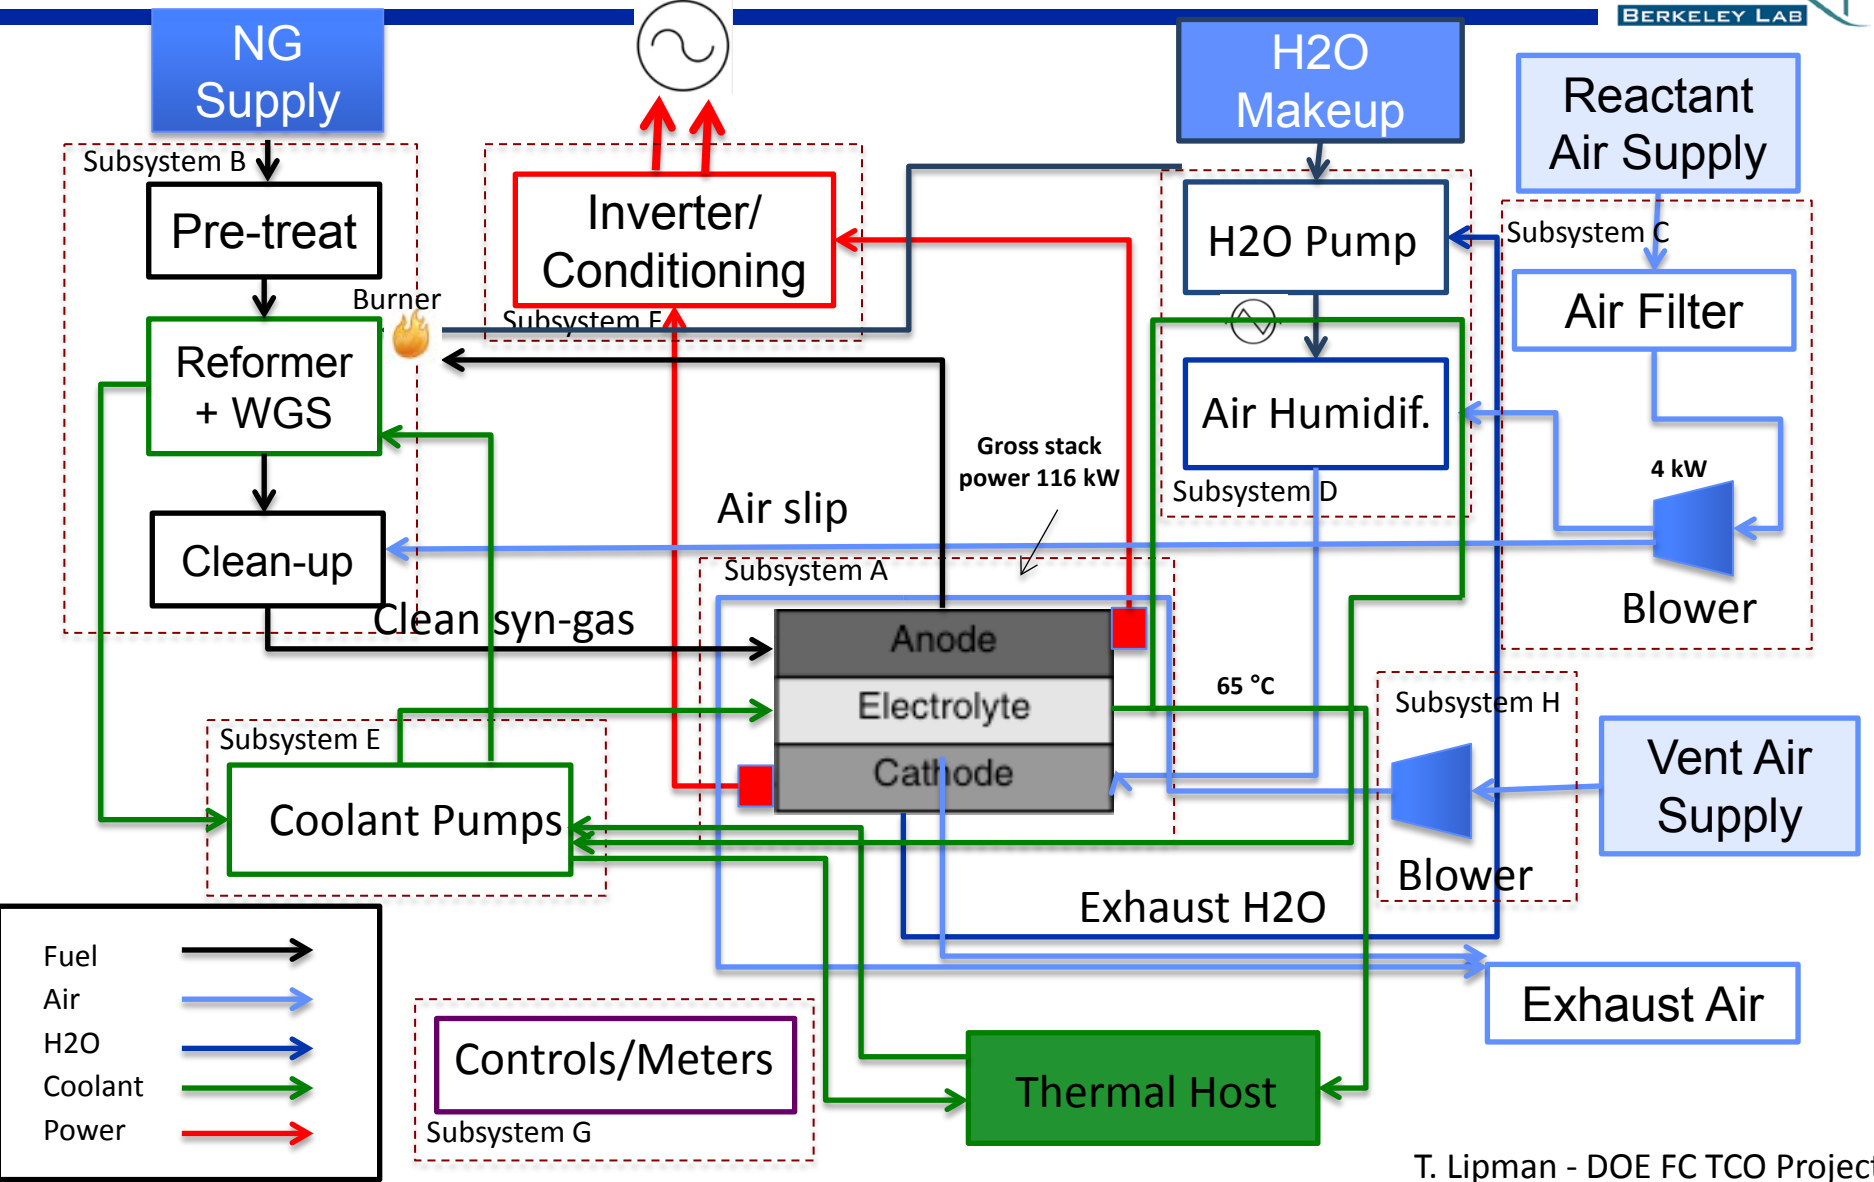 BERKELEY LAB
NG
Supply
H2O
Makeup
Reactant
Air Supply
Subsystem B
Pre-treat
Inverter/
Conditioning
Subsystem F
H2O Pump
Subsystem C
Air Filter
Burner
Reformer
+ WGS
Air Humidif.
Subsystem D
Gross stack
power 116 kW
4 kW
Air slip
Clean-up
Subsystem A
Blower
Clean syn-gas
Anode
Electrolyte
Cathode
65 °C
Subsystem H
Vent Air
Supply
Blower
Subsystem E
Coolant Pumps
Exhaust H2O
Exhaust Air
Fuel
Air
H2O
Coolant
Power
Controls/Meters
Subsystem G
Thermal Host
T. Lipman - DOE FC TCO Project